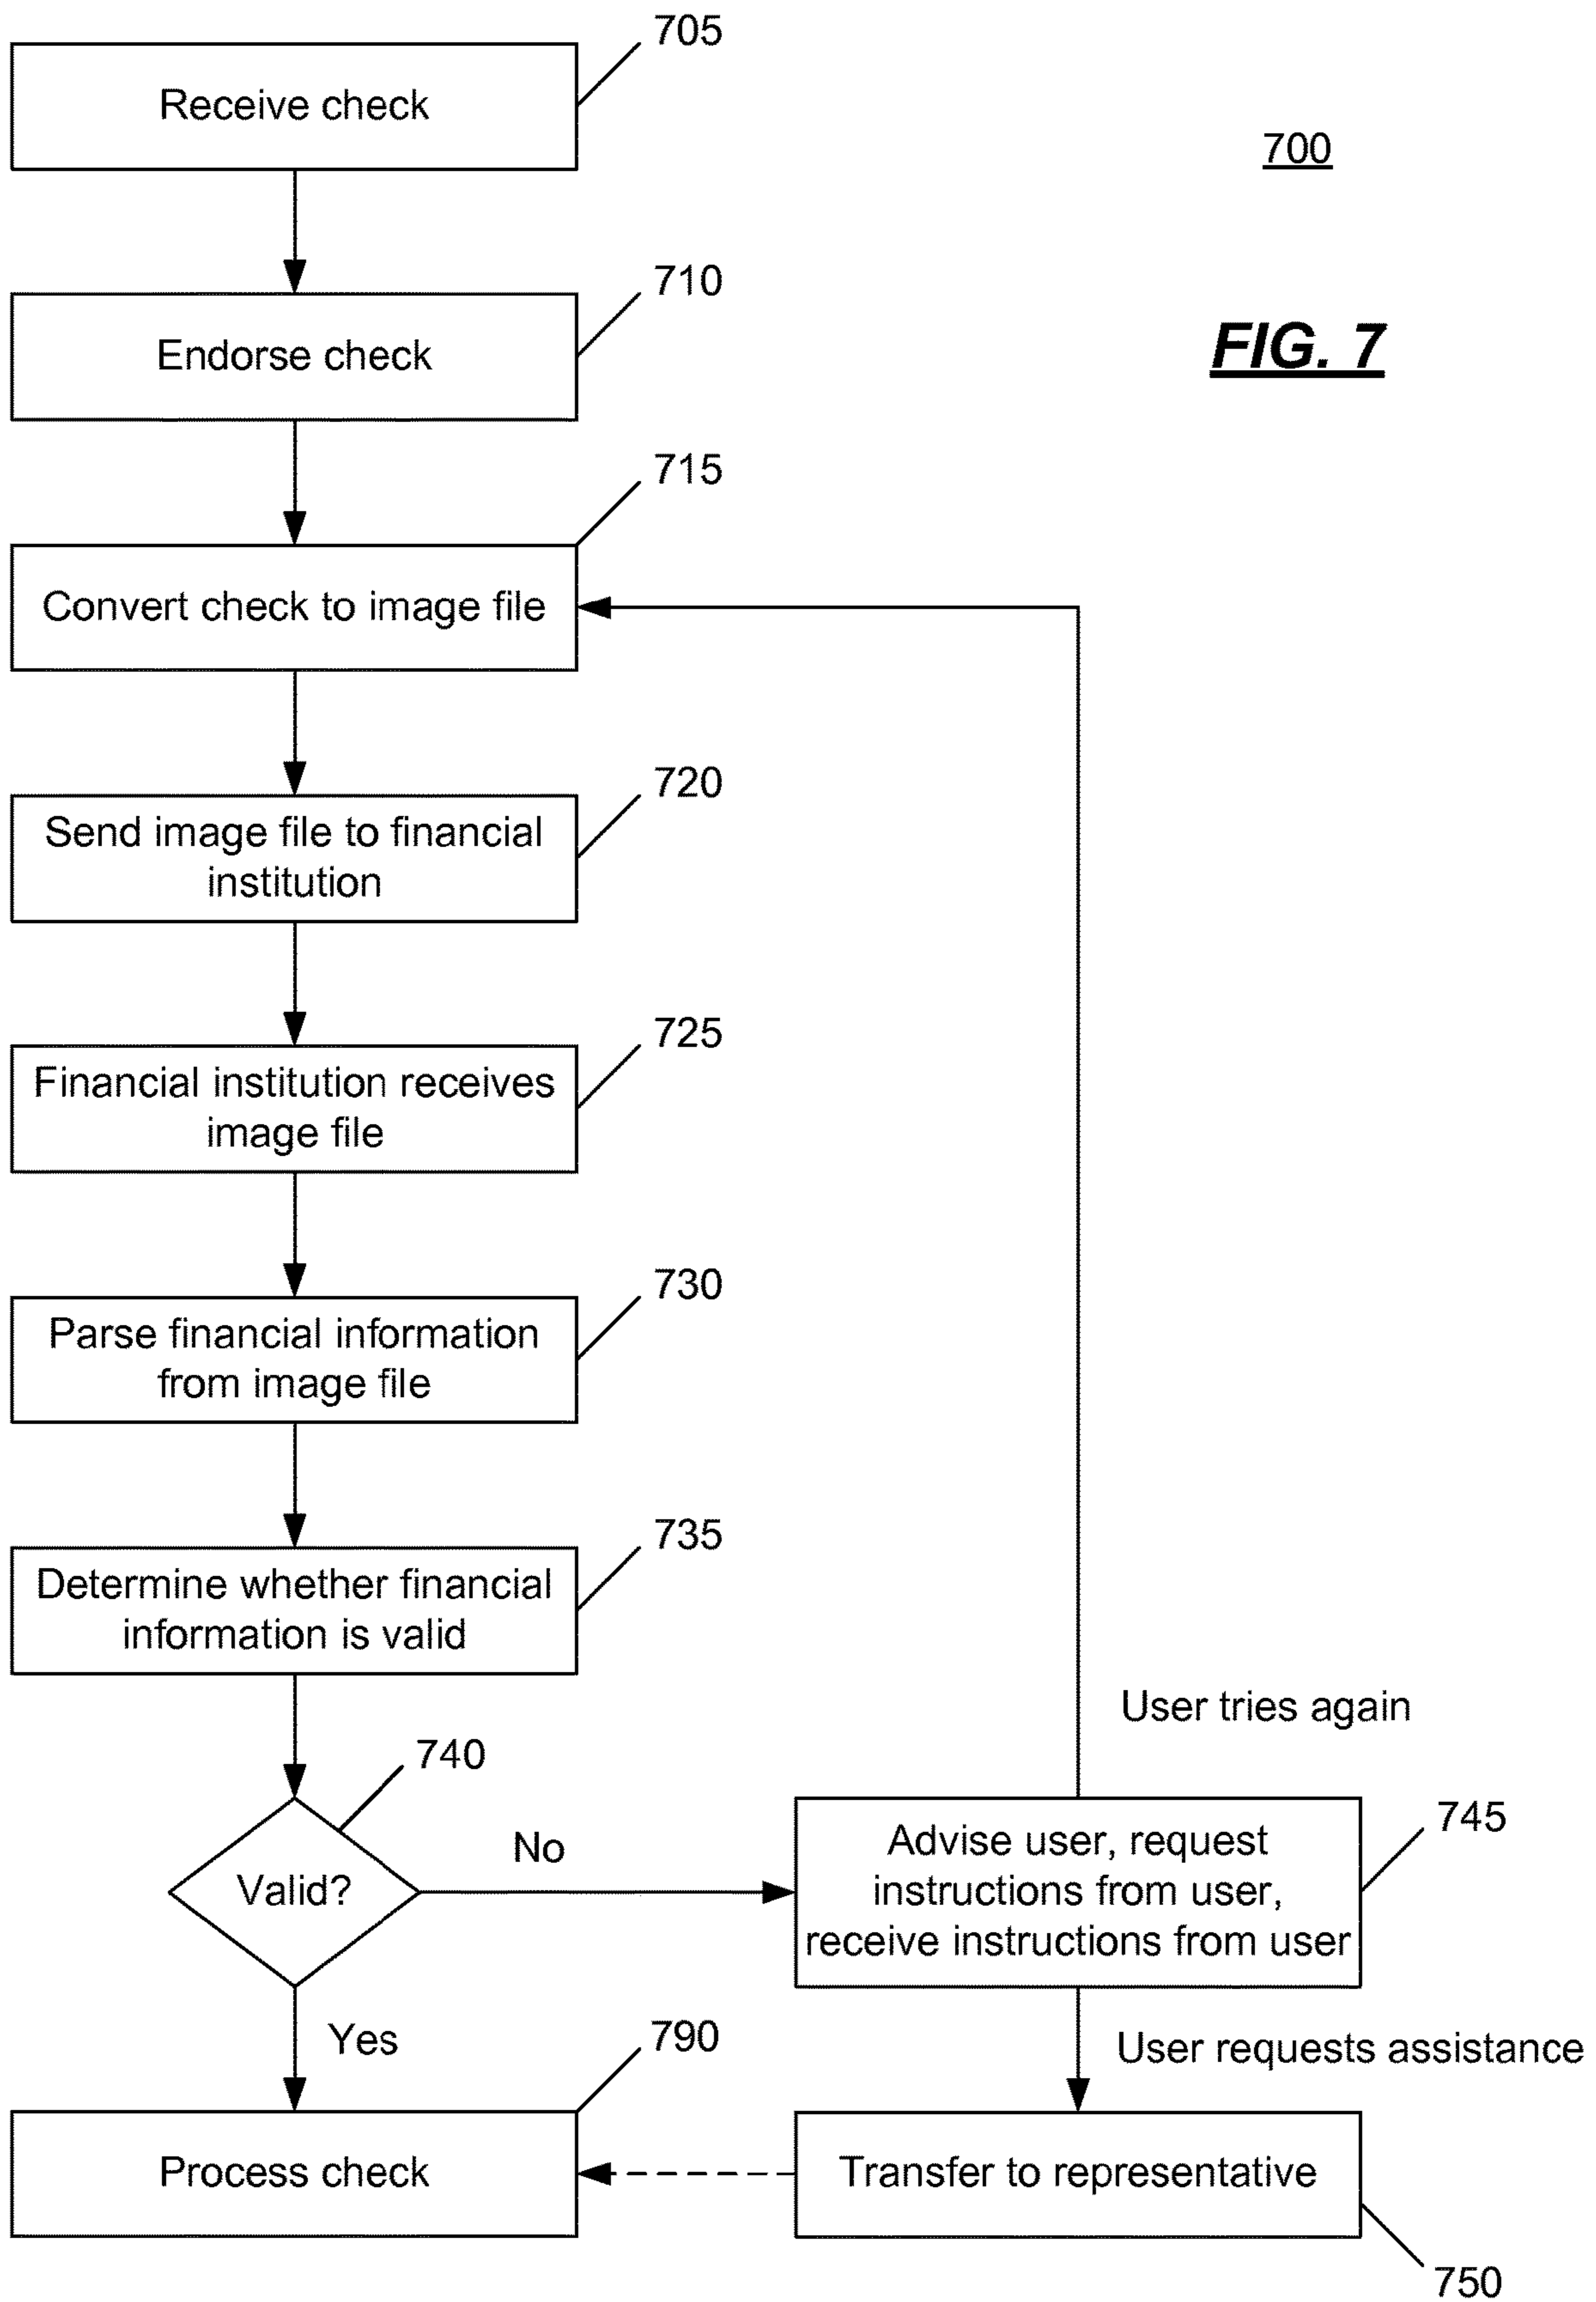 705
Receive check
700
710
Endorse check
FIG. 7
715
Convert check to image file
720
Send image file to financial
institution
725
Financial institution receives
image file
730
Parse financial information
from image file
735
Determine whether financial
information is valid
User tries again
740
Valid?
No
745
Advise user, request
instructions from user,
receive instructions from user
Yes
790
User requests assistance
Process check
Transfer to representative
750